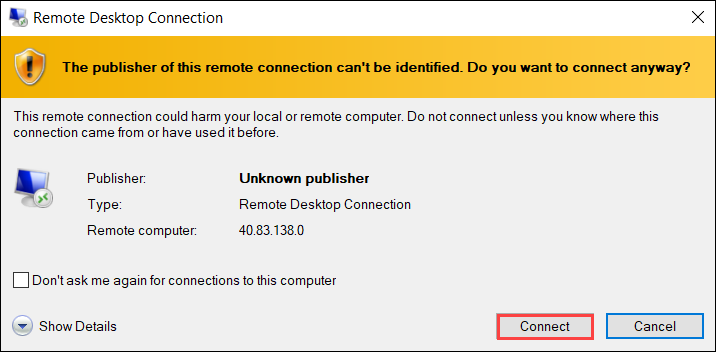 Remote Desktop Connection
The publisher of this remote connection can't be identified. Do you want to connect anyway?
This remote connection could harm your local or remote computer. Do not connect unless you know where this
connection came from or have used it before.
Publisher: Unknown publisher
Type: Remote Desktop Connection
Remote computer: 40.83.138.0
Don't ask me again for connections to this computer
Show Details Connect Cancel